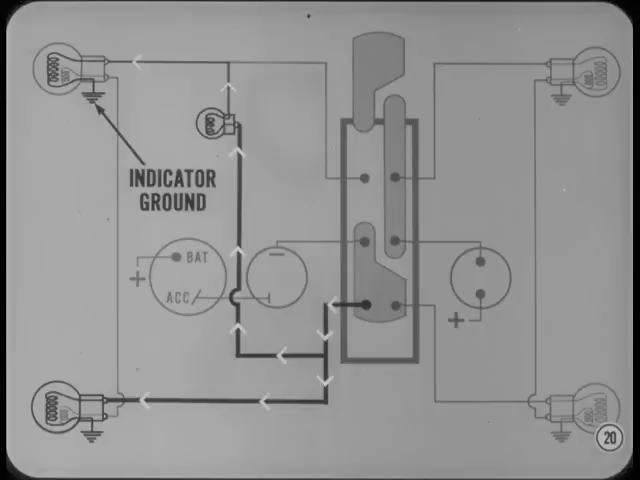 INDICATOR
GROUND
BAT
ACC
+
−
+
20